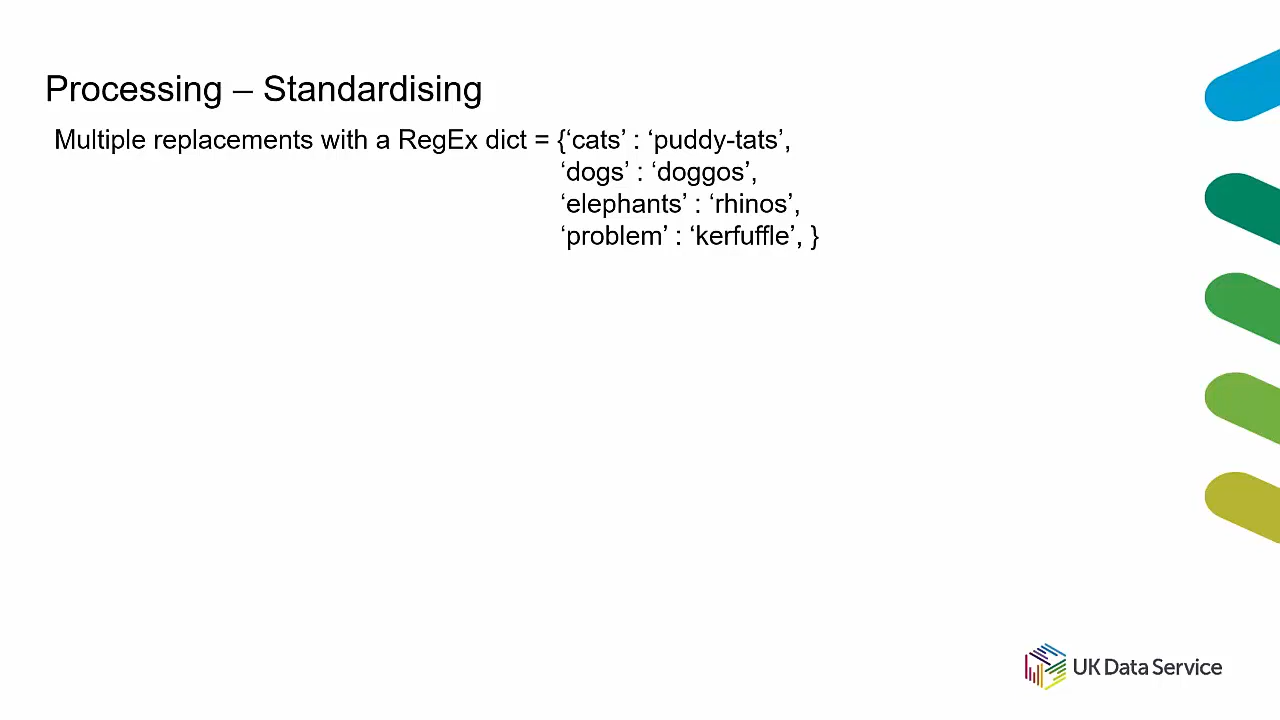 Processing – Standardising
Multiple replacements with a RegEx dict = {‘cats’ : ‘puddy-tats’,
‘dogs’ : ‘doggos’,
‘elephants’ : ‘rhinos’,
‘problem’ : ‘kerfuffle’, }
UK Data Service